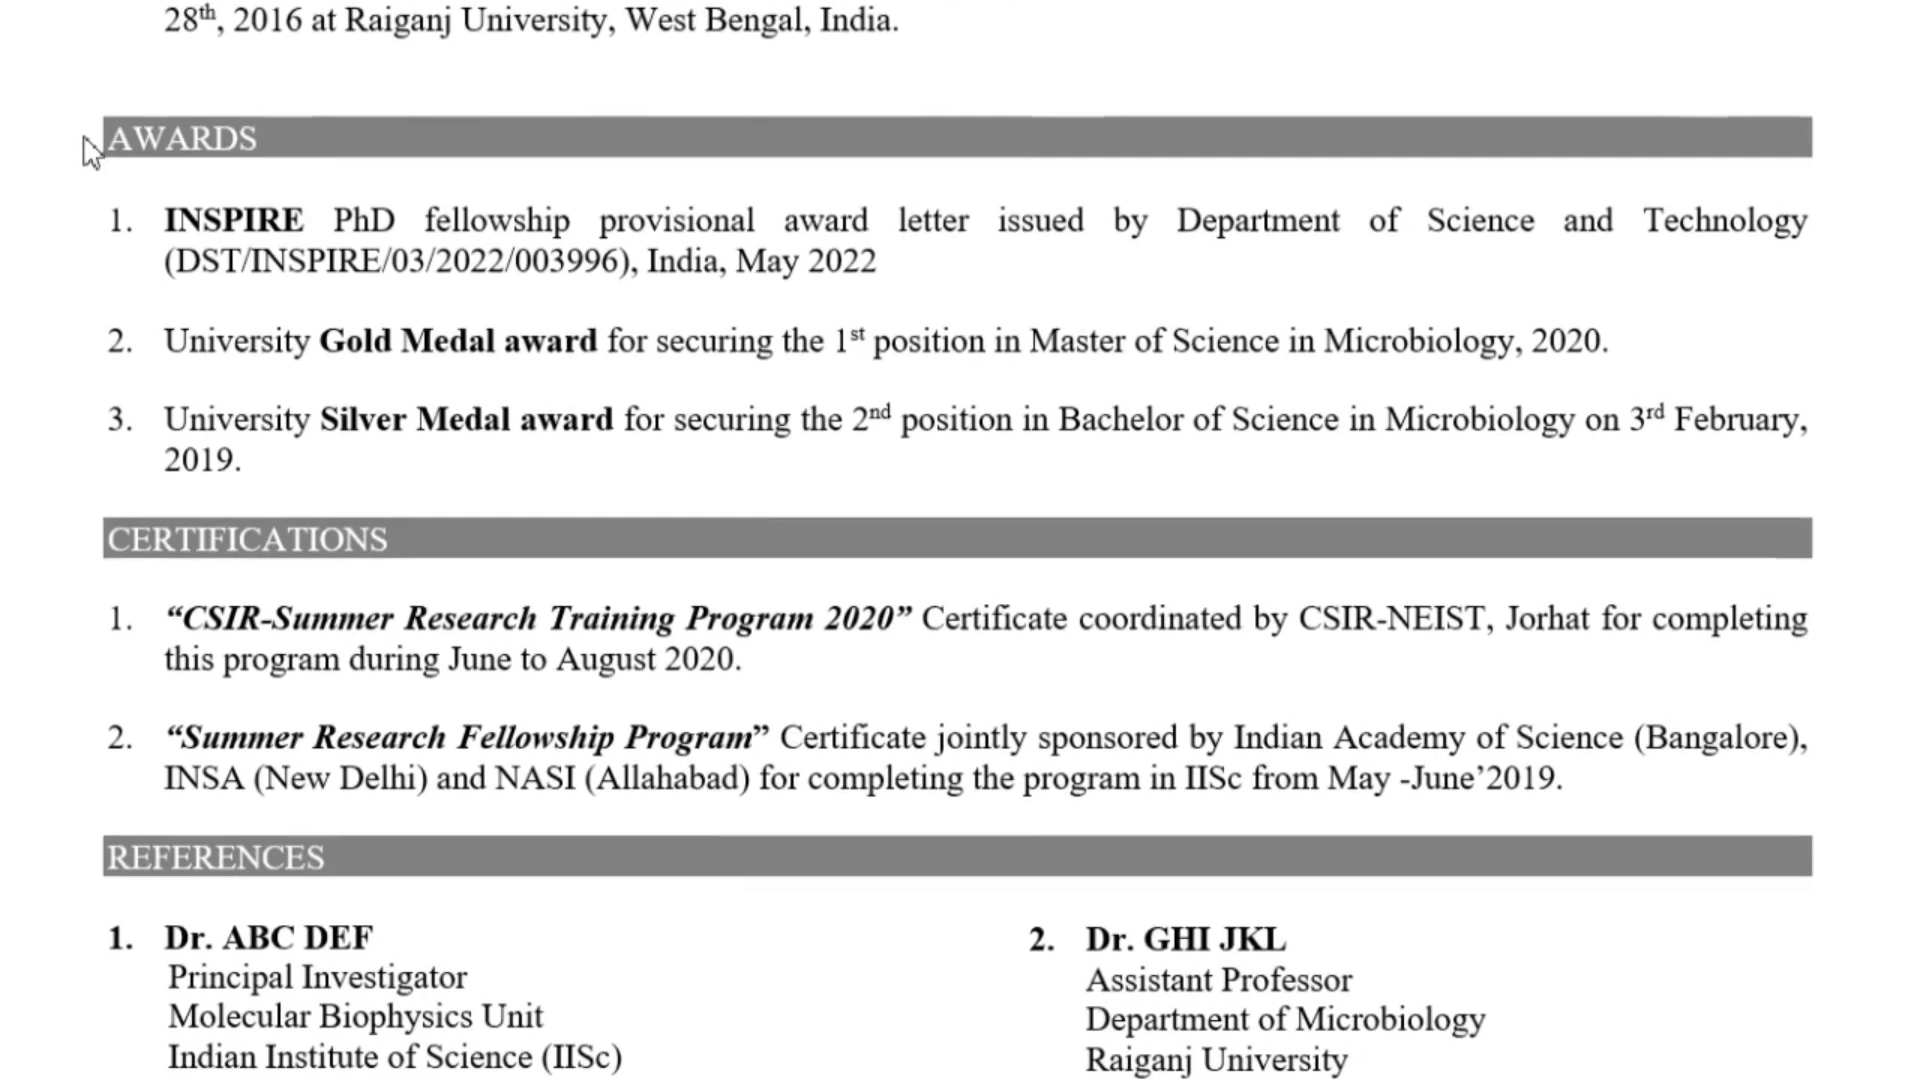 28th, 2016 at Raiganj University, West Bengal, India.
AWARDS
1. INSPIRE PhD fellowship provisional award letter issued by Department of Science and Technology
(DST/INSPIRE/03/2022/003996), India, May 2022
2. University Gold Medal award for securing the 1st position in Master of Science in Microbiology, 2020.
3. University Silver Medal award for securing the 2nd position in Bachelor of Science in Microbiology on 3rd February,
2019.
CERTIFICATIONS
1. “CSIR-Summer Research Training Program 2020” Certificate coordinated by CSIR-NEIST, Jorhat for completing
this program during June to August 2020.
2. “Summer Research Fellowship Program” Certificate jointly sponsored by Indian Academy of Science (Bangalore),
INSA (New Delhi) and NASI (Allahabad) for completing the program in IISc from May -June’2019.
REFERENCES
1. Dr. ABC DEF
Principal Investigator
Molecular Biophysics Unit
Indian Institute of Science (IISc)
2. Dr. GHI JKL
Assistant Professor
Department of Microbiology
Raiganj University